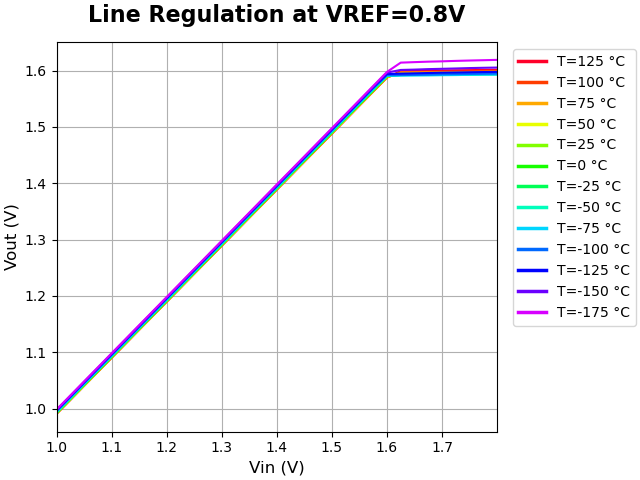 Line Regulation at VREF=0.8V
Vout (V)
1.6
1.5
1.4
1.3
1.2
1.1
1.0
1.0 1.1 1.2 1.3 1.4 1.5 1.6 1.7
Vin (V)
T=125 °C
T=100 °C
T=75 °C
T=50 °C
T=25 °C
T=0 °C
T=-25 °C
T=-50 °C
T=-75 °C
T=-100 °C
T=-125 °C
T=-150 °C
T=-175 °C